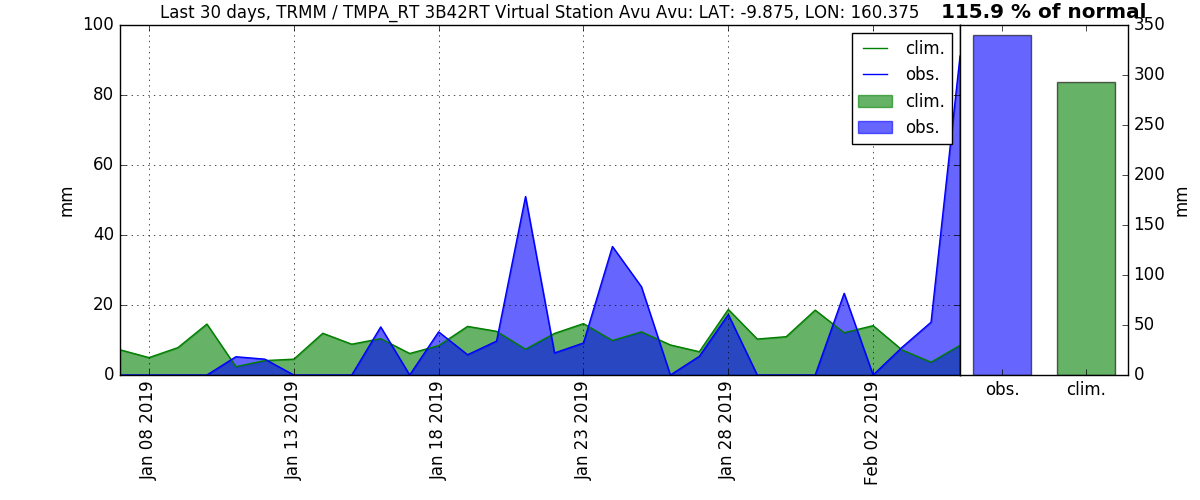 Last 30 days, TRMM / TMPA_RT 3B42RT Virtual Station Avu Avu: LAT: -9.875, LON: 160.375
115.9 % of normal
100
80
60
40
20
0
mm
clim.
obs.
clim.
obs.
350
300
250
200
150
100
50
0
mm
obs.
clim.
Jan 08 2019
Jan 13 2019
Jan 18 2019
Jan 23 2019
Jan 28 2019
Feb 02 2019